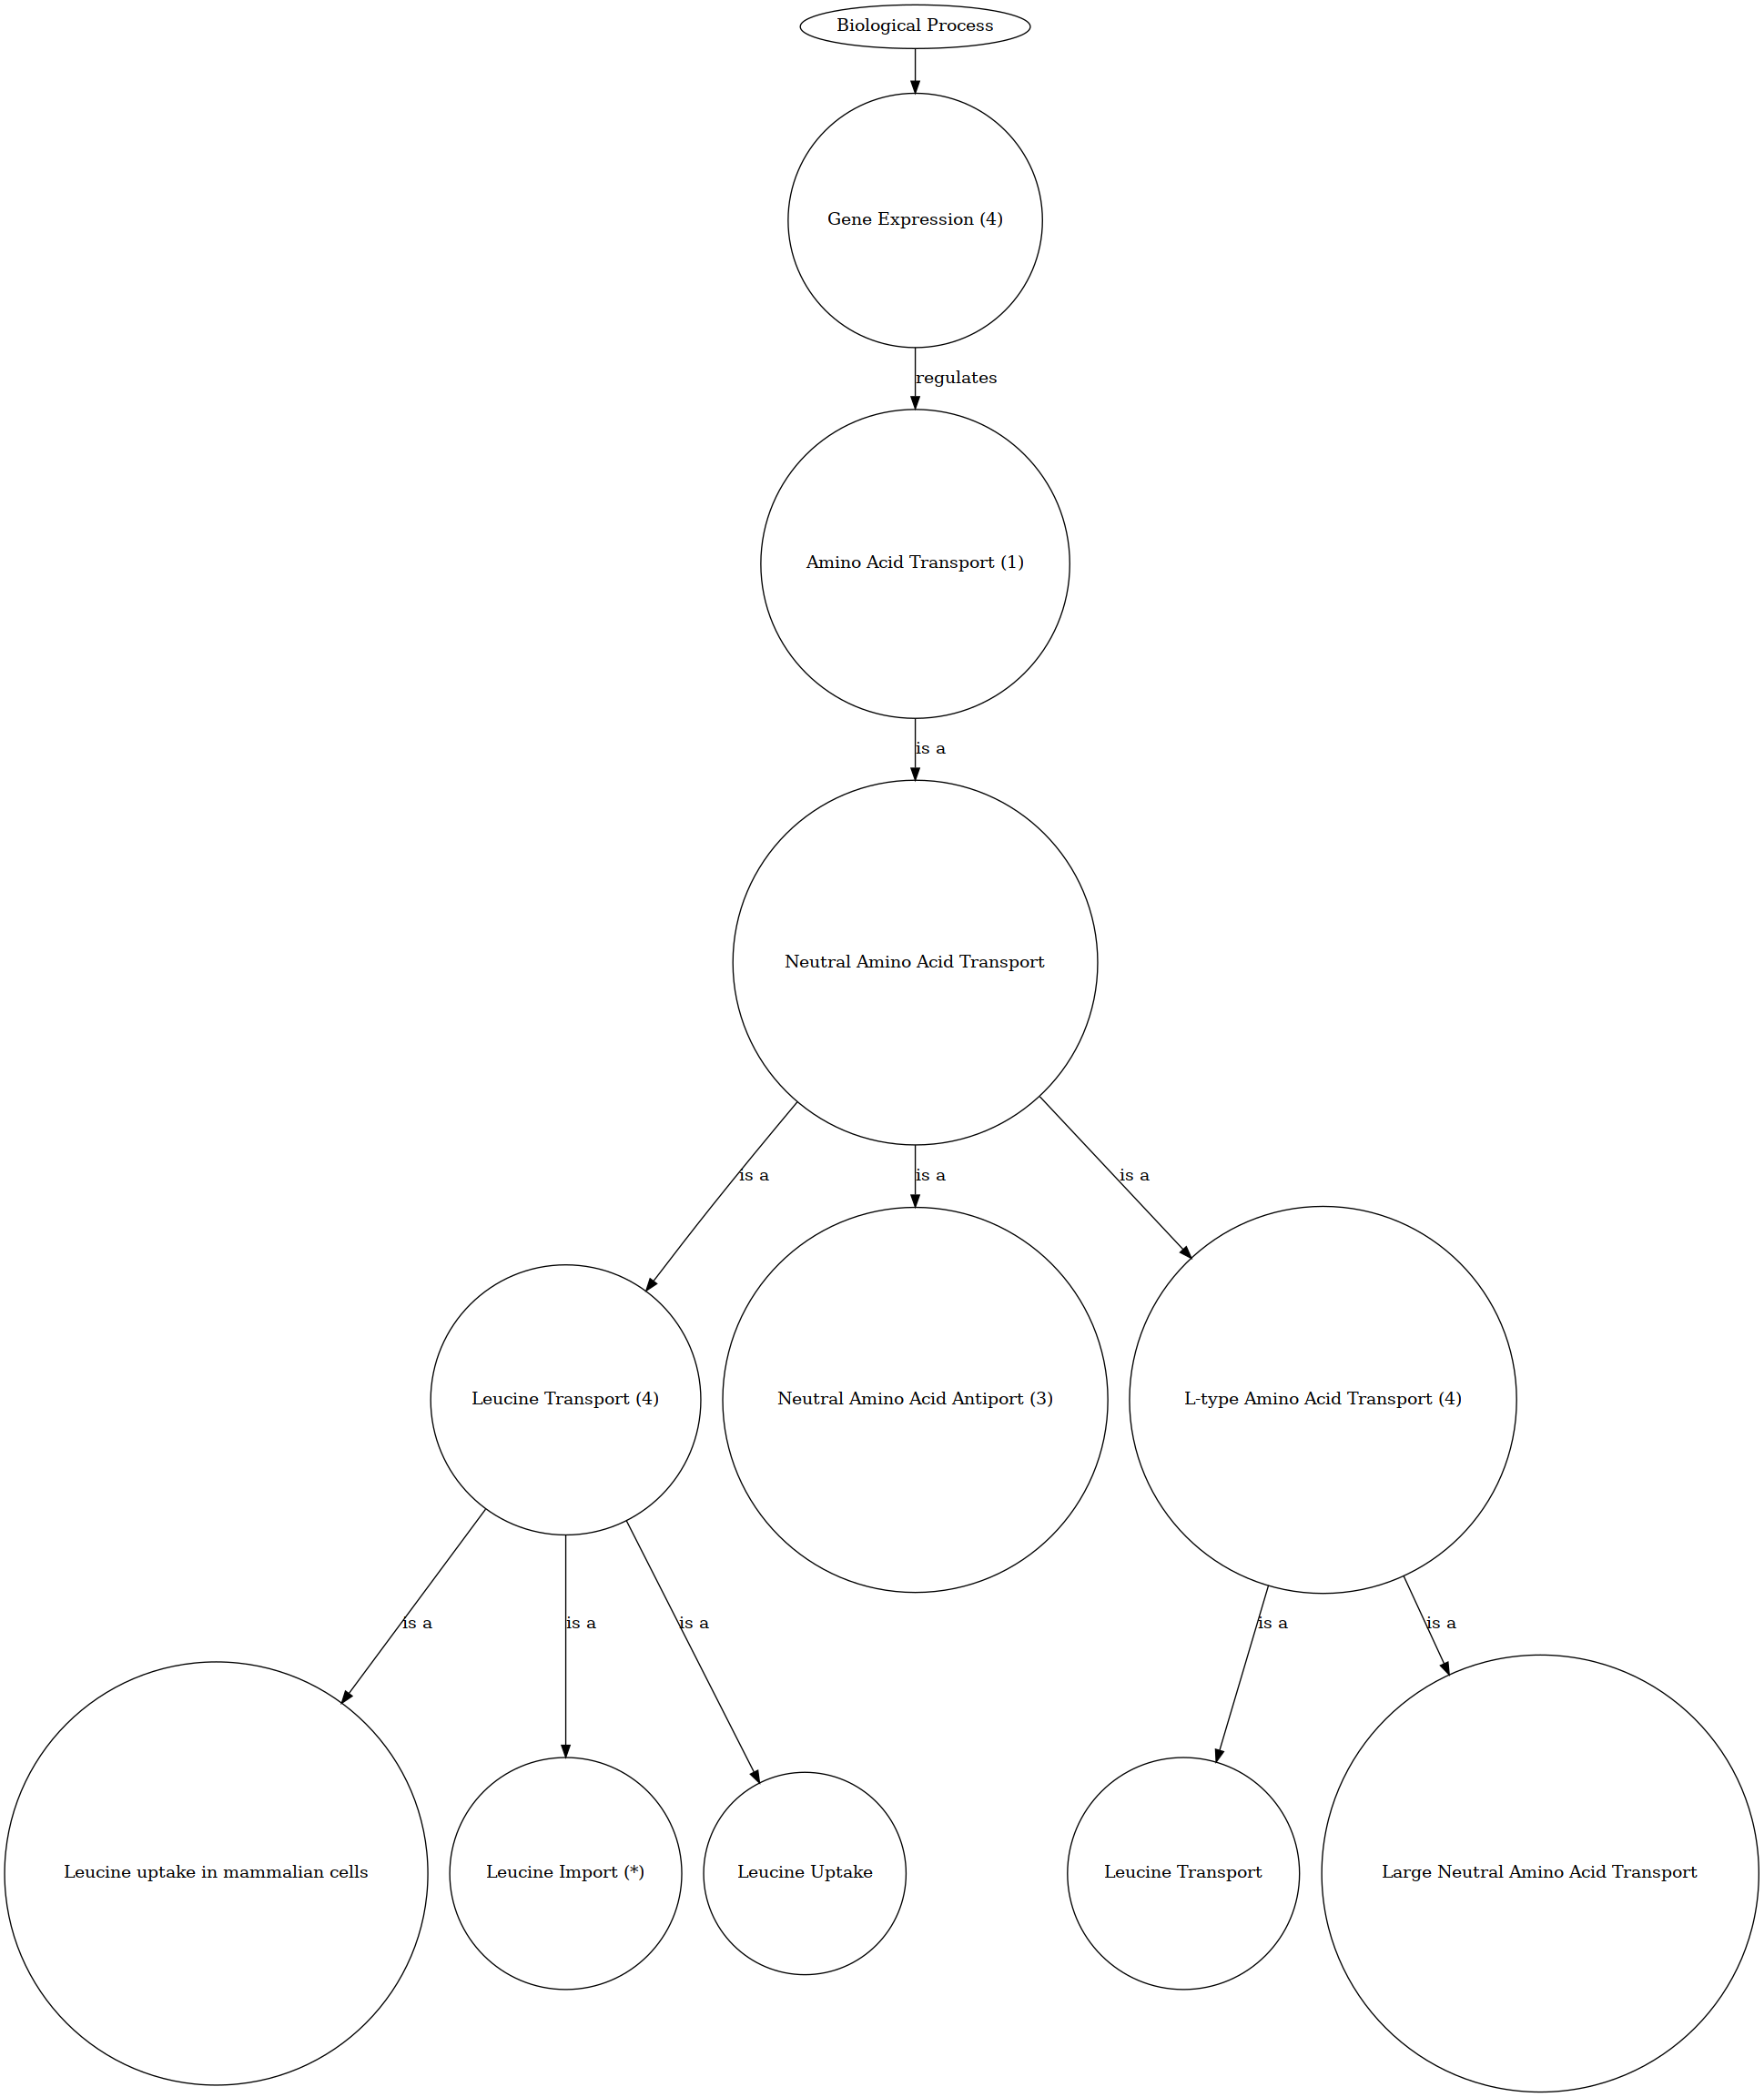 Biological Process
Gene Expression (4)
regulates
Amino Acid Transport (1)
is a
Neutral Amino Acid Transport
is a
is a
is a
Leucine Transport (4)
Neutral Amino Acid Antiport (3)
L-type Amino Acid Transport (4)
is a
is a
is a
is a
is a
Leucine uptake in mammalian cells
Leucine Import (*)
Leucine Uptake
Leucine Transport
Large Neutral Amino Acid Transport